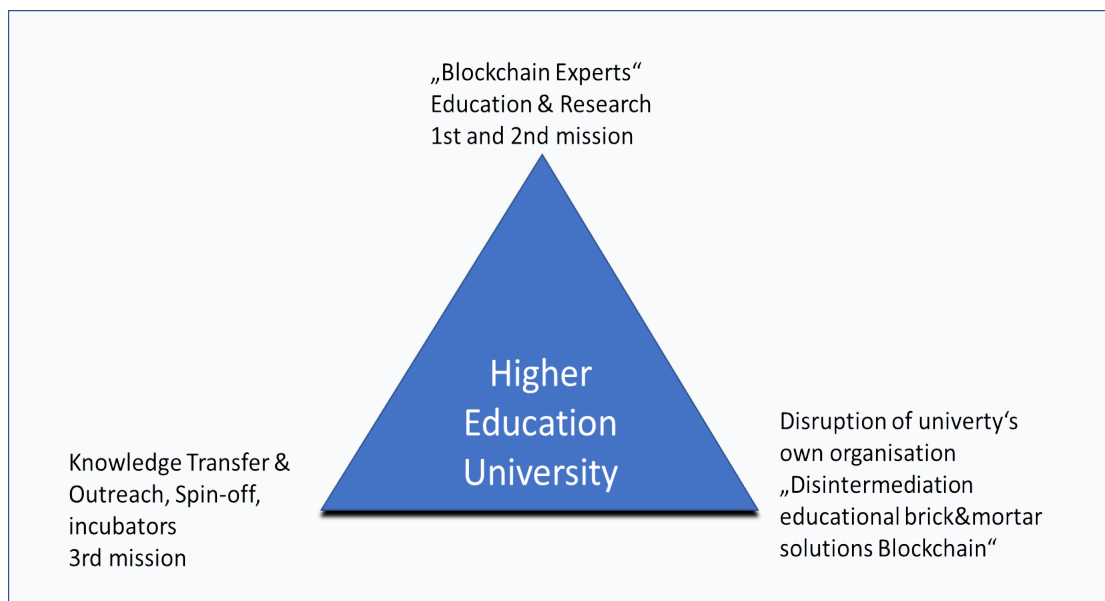 „Blockchain Experts“
Education & Research
1st and 2nd mission
Higher
Education
University
Knowledge Transfer &
Outreach, Spin-off,
incubators
3rd mission
Disruption of univerty‘s
own organisation
„Disintermediation
educational brick&mortar
solutions Blockchain“